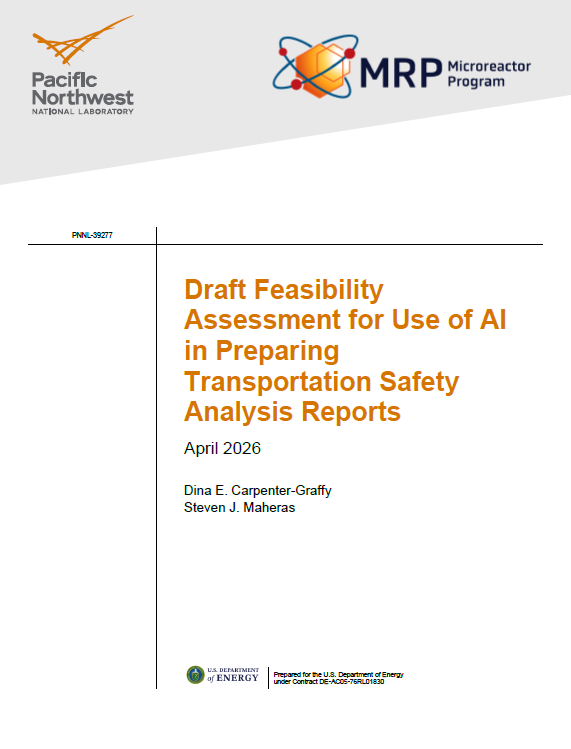 Pacific
Northwest
NATIONAL LABORATORY
MRP Microreactor
Program
PNNL-39277
Draft Feasibility
Assessment for Use of AI
in Preparing
Transportation Safety
Analysis Reports
April 2026
Dina E. Carpenter-Graffy
Steven J. Maheras
U.S. DEPARTMENT
of ENERGY
Prepared for the U.S. Department of Energy
under Contract DE-AC05-76RL01830